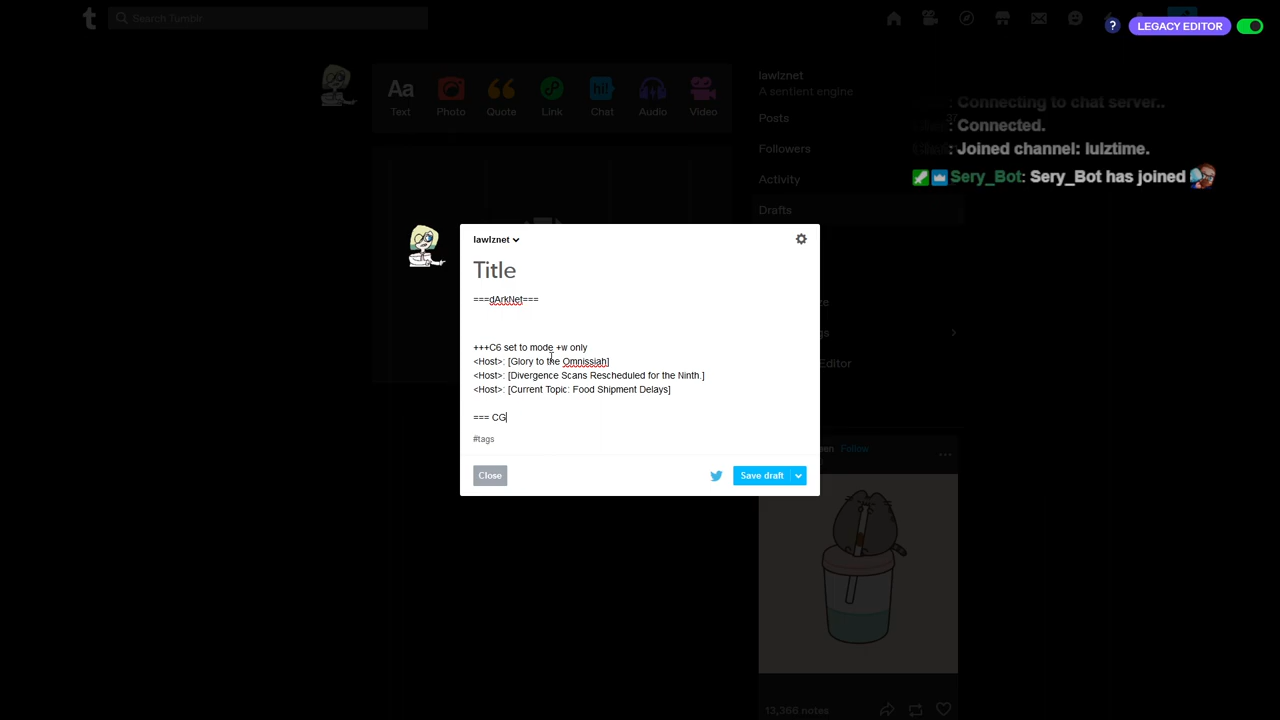 t Search Tumblr
? LEGACY EDITOR
Aa hi!
Text Photo Quote Link Chat Audio Video
lawlznet
A sentient engine
Posts
Followers
Activity
Drafts
Editor
: Connecting to chat server..
: Connected.
: Joined channel: lulztime.
Sery_Bot: Sery_Bot has joined
lawlznet
Title
===dArkNet===
+++C6 set to mode +w only
<Host>: [Glory to the Omnissiah]
<Host>: [Divergence Scans Rescheduled for the Ninth.]
<Host>: [Current Topic: Food Shipment Delays]
=== CG
#tags
Close Save draft
Follow
13,366 notes